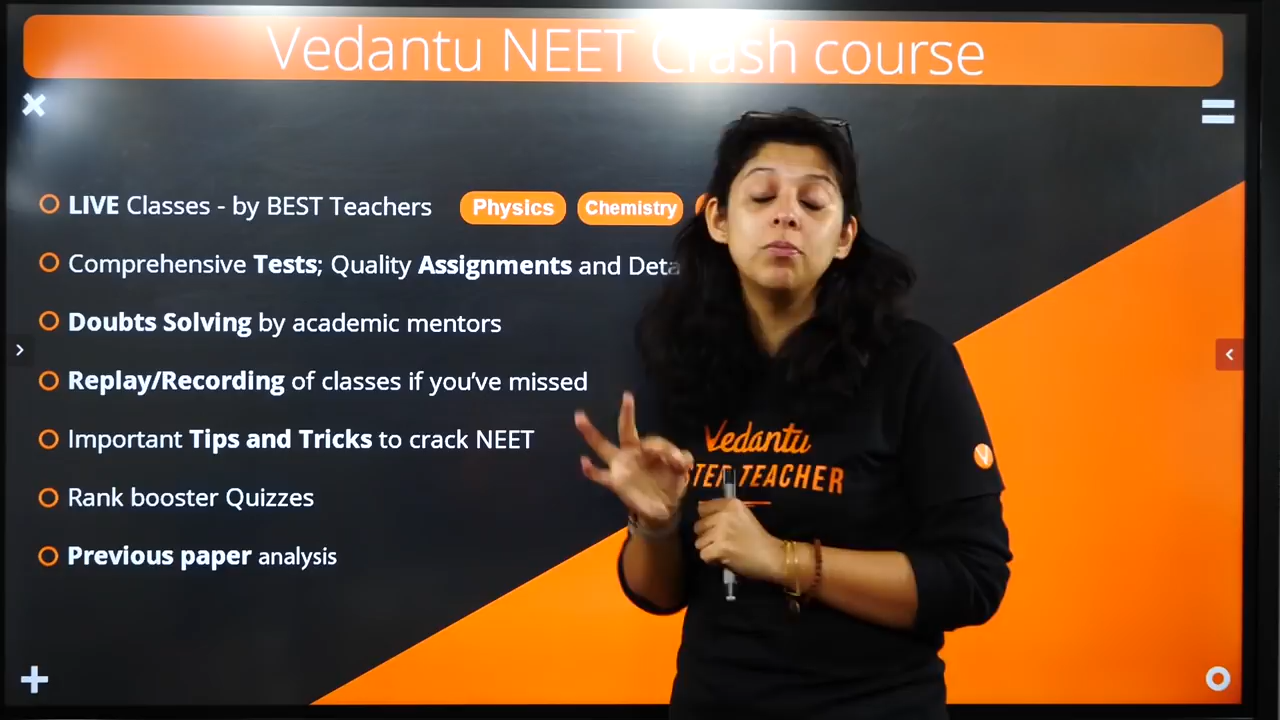 Vedantu NEET Crash course
LIVE Classes - by BEST Teachers Physics Chemistry
Comprehensive Tests; Quality Assignments and
Doubts Solving by academic mentors
Replay/Recording of classes if you've missed
Important Tips and Tricks to crack NEET
Rank booster Quizzes
Previous paper analysis
Vedantu
TEACHER